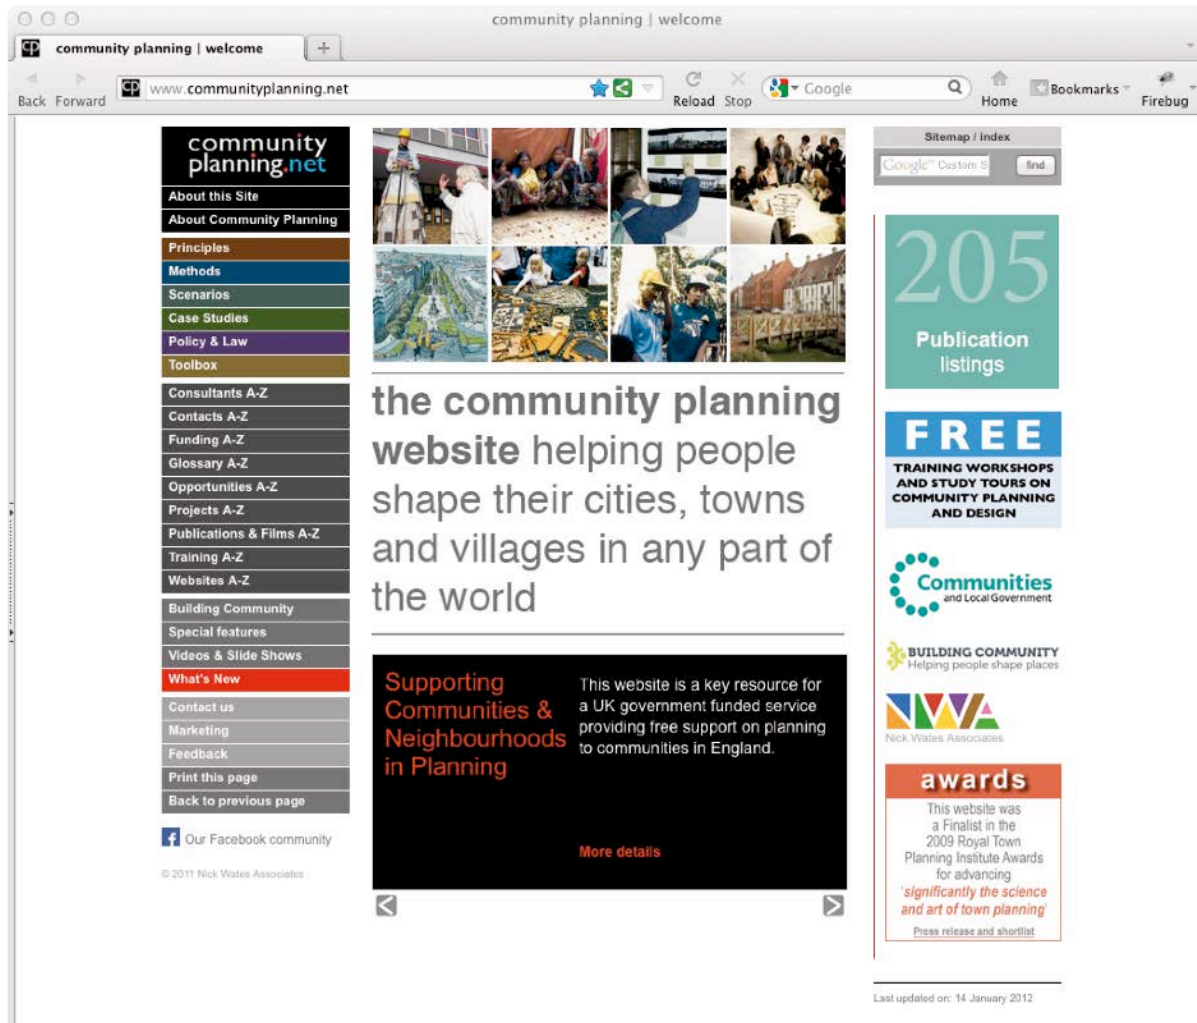 community planning | welcome
CP community planning | welcome +
Back Forward
CP www.communityplanning.net
Reload Stop
Google
Home
Bookmarks
Firebug
community
planning.net
About this Site
About Community Planning
Principles
Methods
Scenarios
Case Studies
Policy & Law
Toolbox
Consultants A-Z
Contacts A-Z
Funding A-Z
Glossary A-Z
Opportunities A-Z
Projects A-Z
Publications & Films A-Z
Training A-Z
Websites A-Z
Building Community
Special features
Videos & Slide Shows
What's New
Contact us
Marketing
Feedback
Print this page
Back to previous page
f Our Facebook community
© 2011 Nick Wates Associates
the community planning
website helping people
shape their cities, towns
and villages in any part of
the world
Supporting
Communities &
Neighbourhoods
in Planning
This website is a key resource for
a UK government funded service
providing free support on planning
to communities in England.
More details
< >
Sitemap / index
Google™ Custom S find
205
Publication
listings
FREE
TRAINING WORKSHOPS
AND STUDY TOURS ON
COMMUNITY PLANNING
AND DESIGN
Communities
and Local Government
BUILDING COMMUNITY
Helping people shape places
NWA
Nick Wates Associates
awards
This website was
a Finalist in the
2009 Royal Town
Planning Institute Awards
for advancing
'significantly the science
and art of town planning'
Press release and shortlist
Last updated on: 14 January 2012